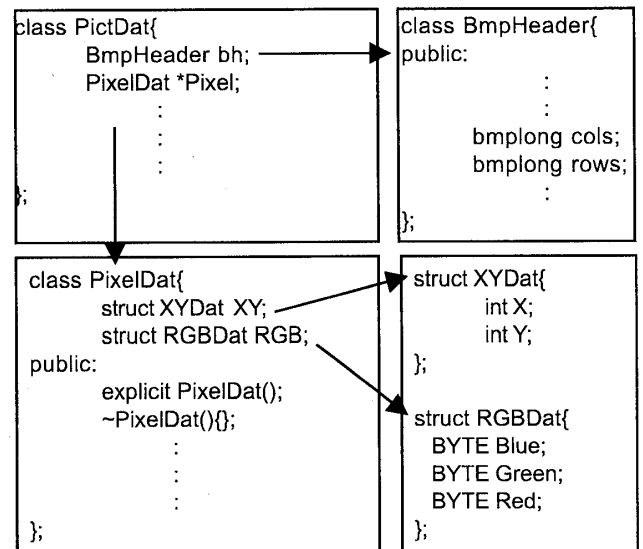 class PictDat{
BmpHeader bh;
PixelDat *Pixel;
:
:
:
};
class BmpHeader{
public:
:
:
bmplong cols;
bmplong rows;
:
};
class PixelDat{
struct XYDat XY;
struct RGBDat RGB;
public:
explicit PixelDat();
~PixelDat(){};
:
:
:
};
struct XYDat{
int X;
int Y;
};
struct RGBDat{
BYTE Blue;
BYTE Green;
BYTE Red;
};